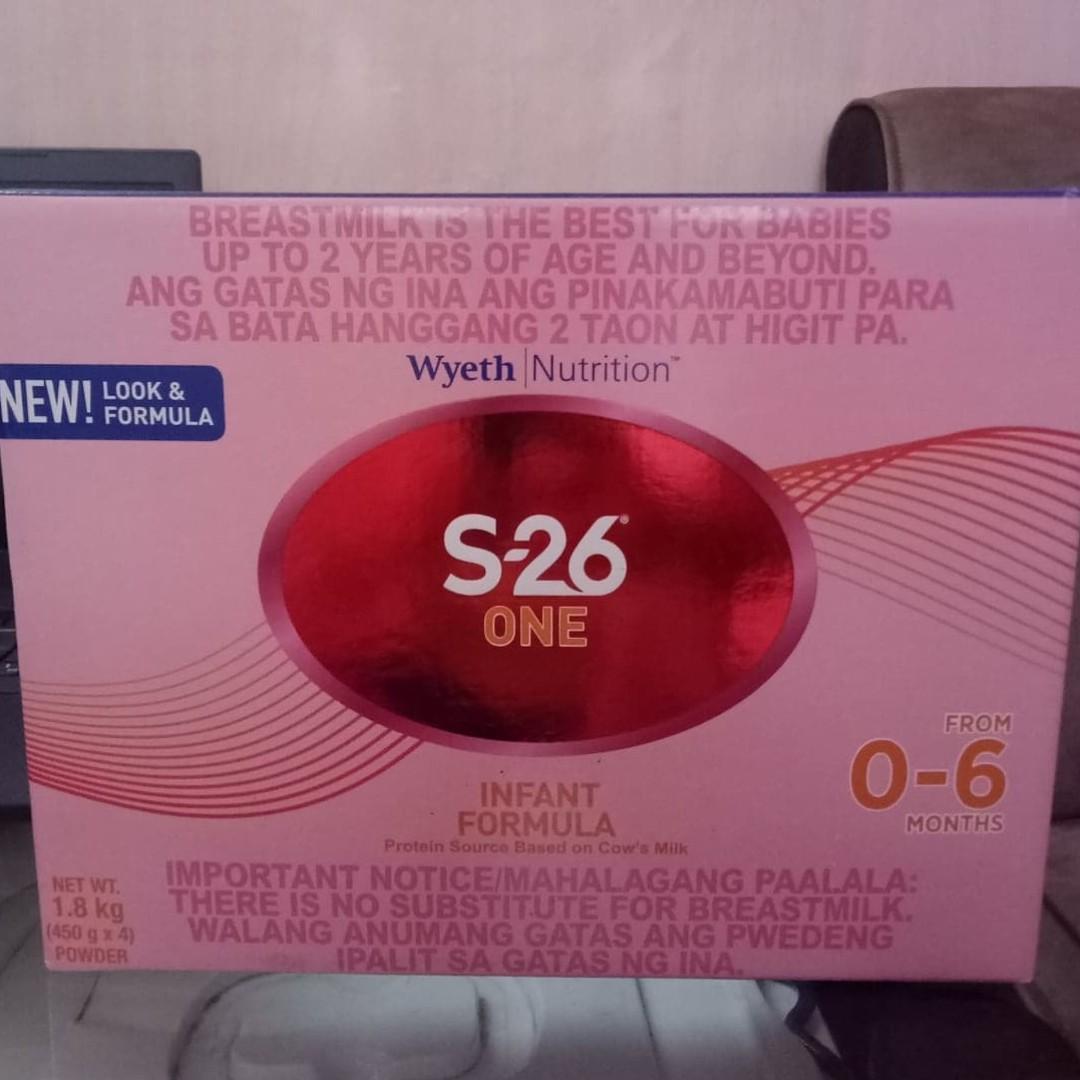 BREASTMILK IS THE BEST FOR BABIES
UP TO 2 YEARS OF AGE AND BEYOND.
ANG GATAS NG INA ANG PINAKAMABUTI PARA
SA BATA HANGGANG 2 TAON AT HIGIT PA.
Wyeth | Nutrition™
NEW! LOOK &
FORMULA
S-26®
ONE
FROM
0-6
MONTHS
INFANT
FORMULA
Protein Source Based on Cow's Milk
IMPORTANT NOTICE/MAHALAGANG PAALALA:
THERE IS NO SUBSTITUTE FOR BREASTMILK.
WALANG ANUMANG GATAS ANG PWEDENG
IPALIT SA GATAS NG INA.
NET WT.
1.8 kg
(450 g x 4)
POWDER